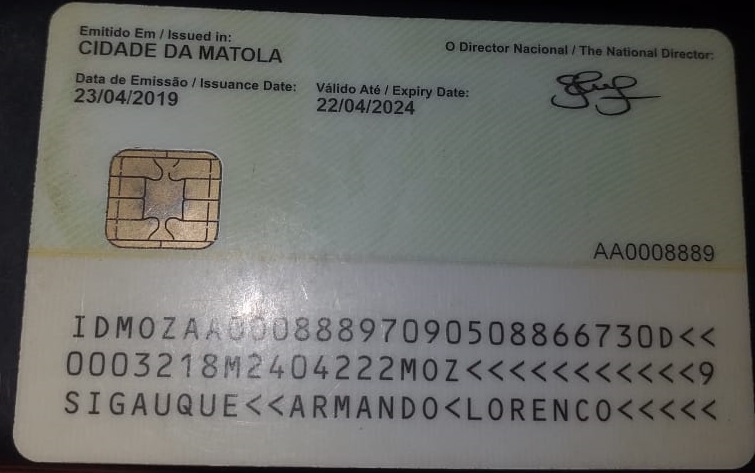 Emitido Em / Issued in:
CIDADE DA MATOLA
O Director Nacional / The National Director:
Data de Emissão / Issuance Date:
23/04/2019
Válido Até / Expiry Date:
22/04/2024
AA0008889
IDMOZAA0008889709050886673OD<<
0003218M2404222MOZ<<<<<<<<<<<9
SIGAUQUE<<ARMANDO<LORENCO<<<<<